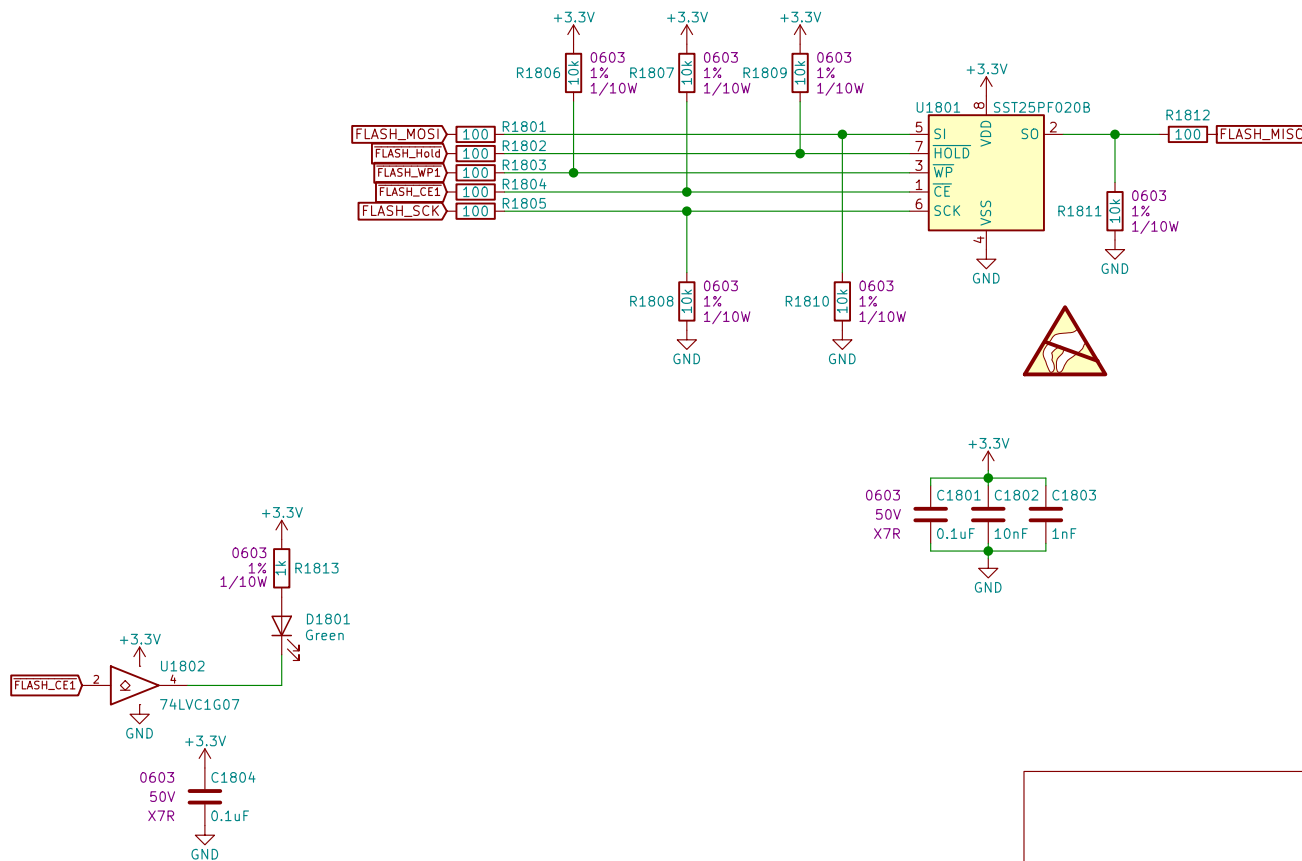 +3.3V +3.3V +3.3V
R1806 10k 0603 1% 1/10W
R1807 10k 0603 1% 1/10W
R1809 10k 0603 1% 1/10W
+3.3V
U1801 SST25PF020B
8 VDD
FLASH_MOSI 100 R1801 5 SI
FLASH_Hold 100 R1802 7 HOLD
FLASH_WP1 100 R1803 3 WP
FLASH_CE1 100 R1804 1 CE
FLASH_SCK 100 R1805 6 SCK
SO 2
R1812
100 FLASH_MISO
VSS 4
GND
R1811 10k 0603 1% 1/10W
GND
R1808 10k 0603 1% 1/10W
GND
R1810 10k 0603 1% 1/10W
GND
+3.3V
0603 C1801 C1802 C1803
50V
X7R 0.1uF 10nF 1nF
GND
+3.3V
0603
1% 1k R1813
1/10W
D1801
Green
+3.3V
U1802
FLASH_CE1 2 4
74LVC1G07
GND
+3.3V
0603 C1804
50V
X7R 0.1uF
GND